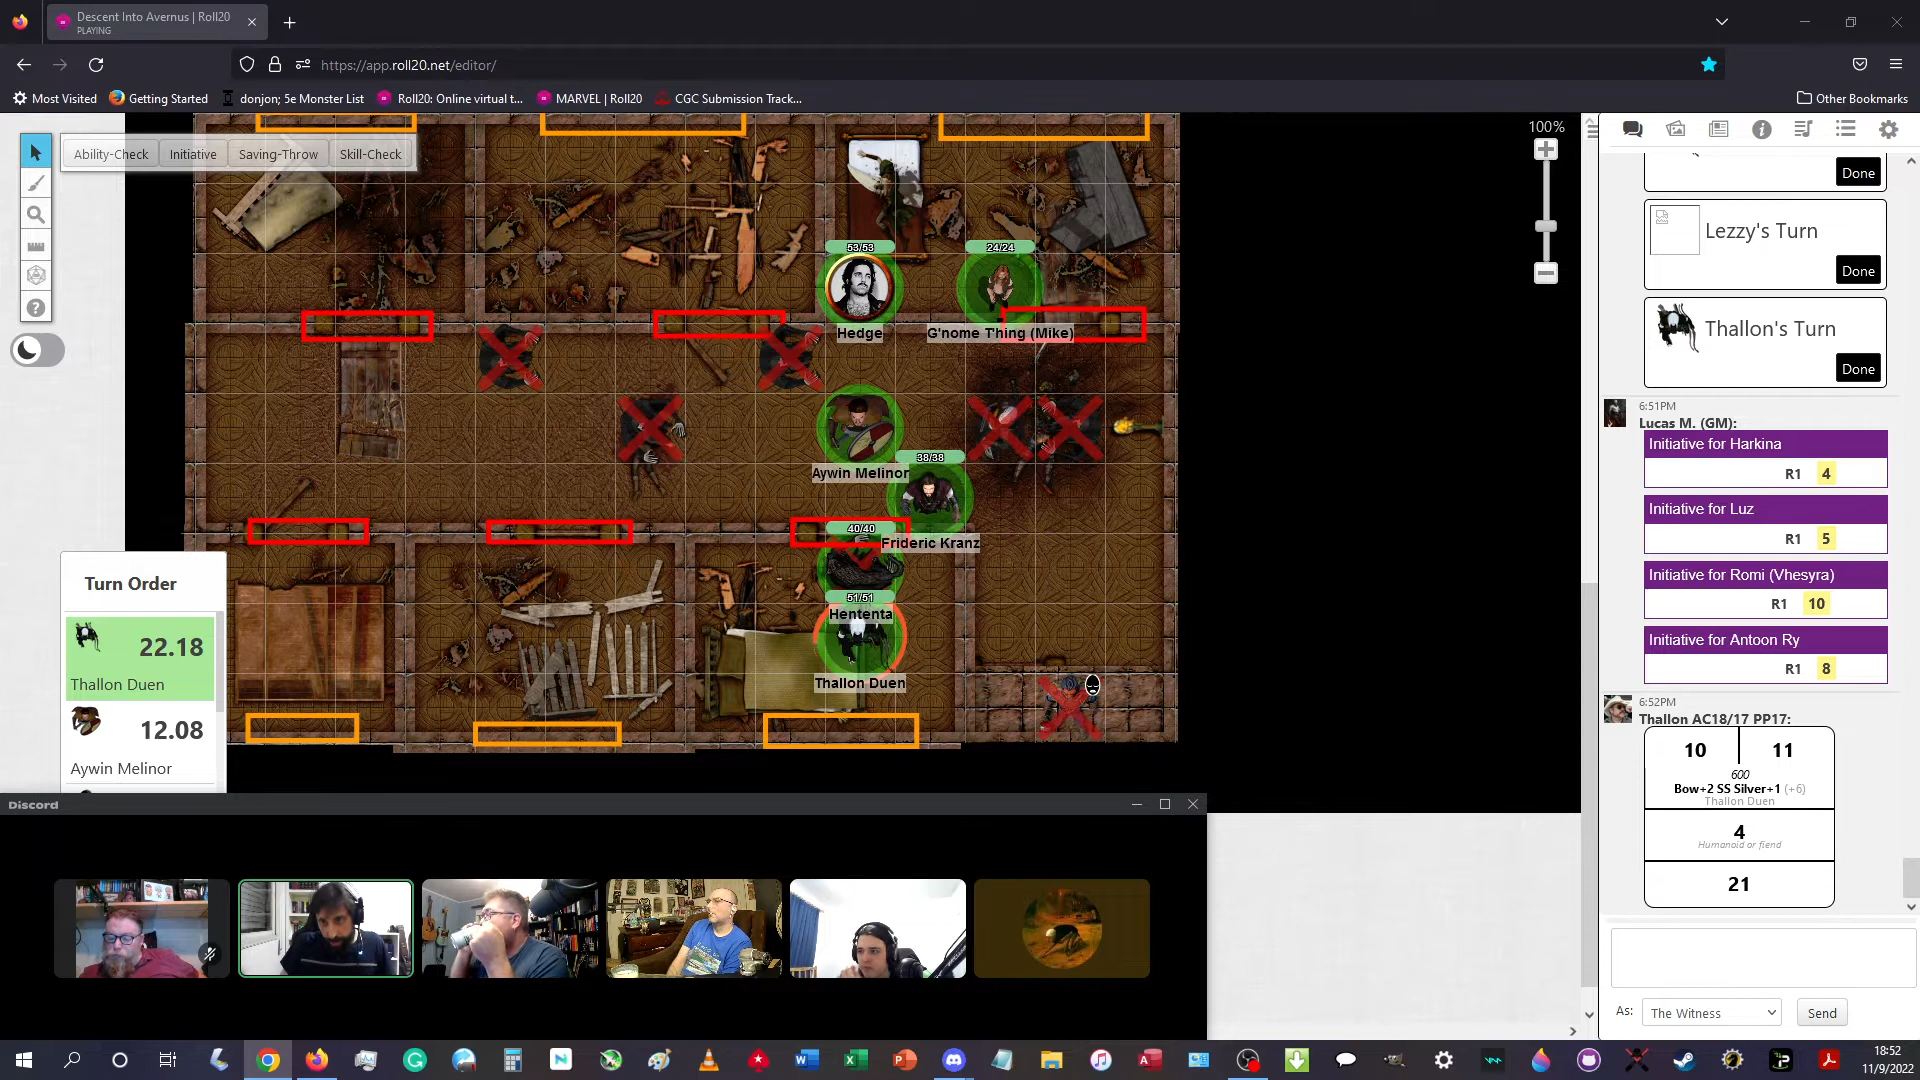 Descent Into Avernus | Roll20
PLAYING
https://app.roll20.net/editor/
Most Visited
Getting Started
donjon; 5e Monster List
Roll20: Online virtual t...
MARVEL | Roll20
CGC Submission Track...
Other Bookmarks
Ability-Check
Initiative
Saving-Throw
Skill-Check
100%
53/53
Hedge
24/24
G'nome T'hing (Mike)
Aywin Melinor
38/38
Frideric Kranz
40/40
51/51
Hententa
Thallon Duen
Turn Order
22.18
Thallon Duen
12.08
Aywin Melinor
Done
Lezzy's Turn
Done
Thallon's Turn
Done
6:51PM
Lucas M. (GM):
Initiative for Harkina
R1 4
Initiative for Luz
R1 5
Initiative for Romi (Vhesyra)
R1 10
Initiative for Antoon Ry
R1 8
6:52PM
Thallon AC18/17 PP17:
10 11
600
Bow+2 SS Silver+1 (+6)
Thallon Duen
4
Humanoid or fiend
21
As: The Witness
Send
Discord
18:52
11/9/2022